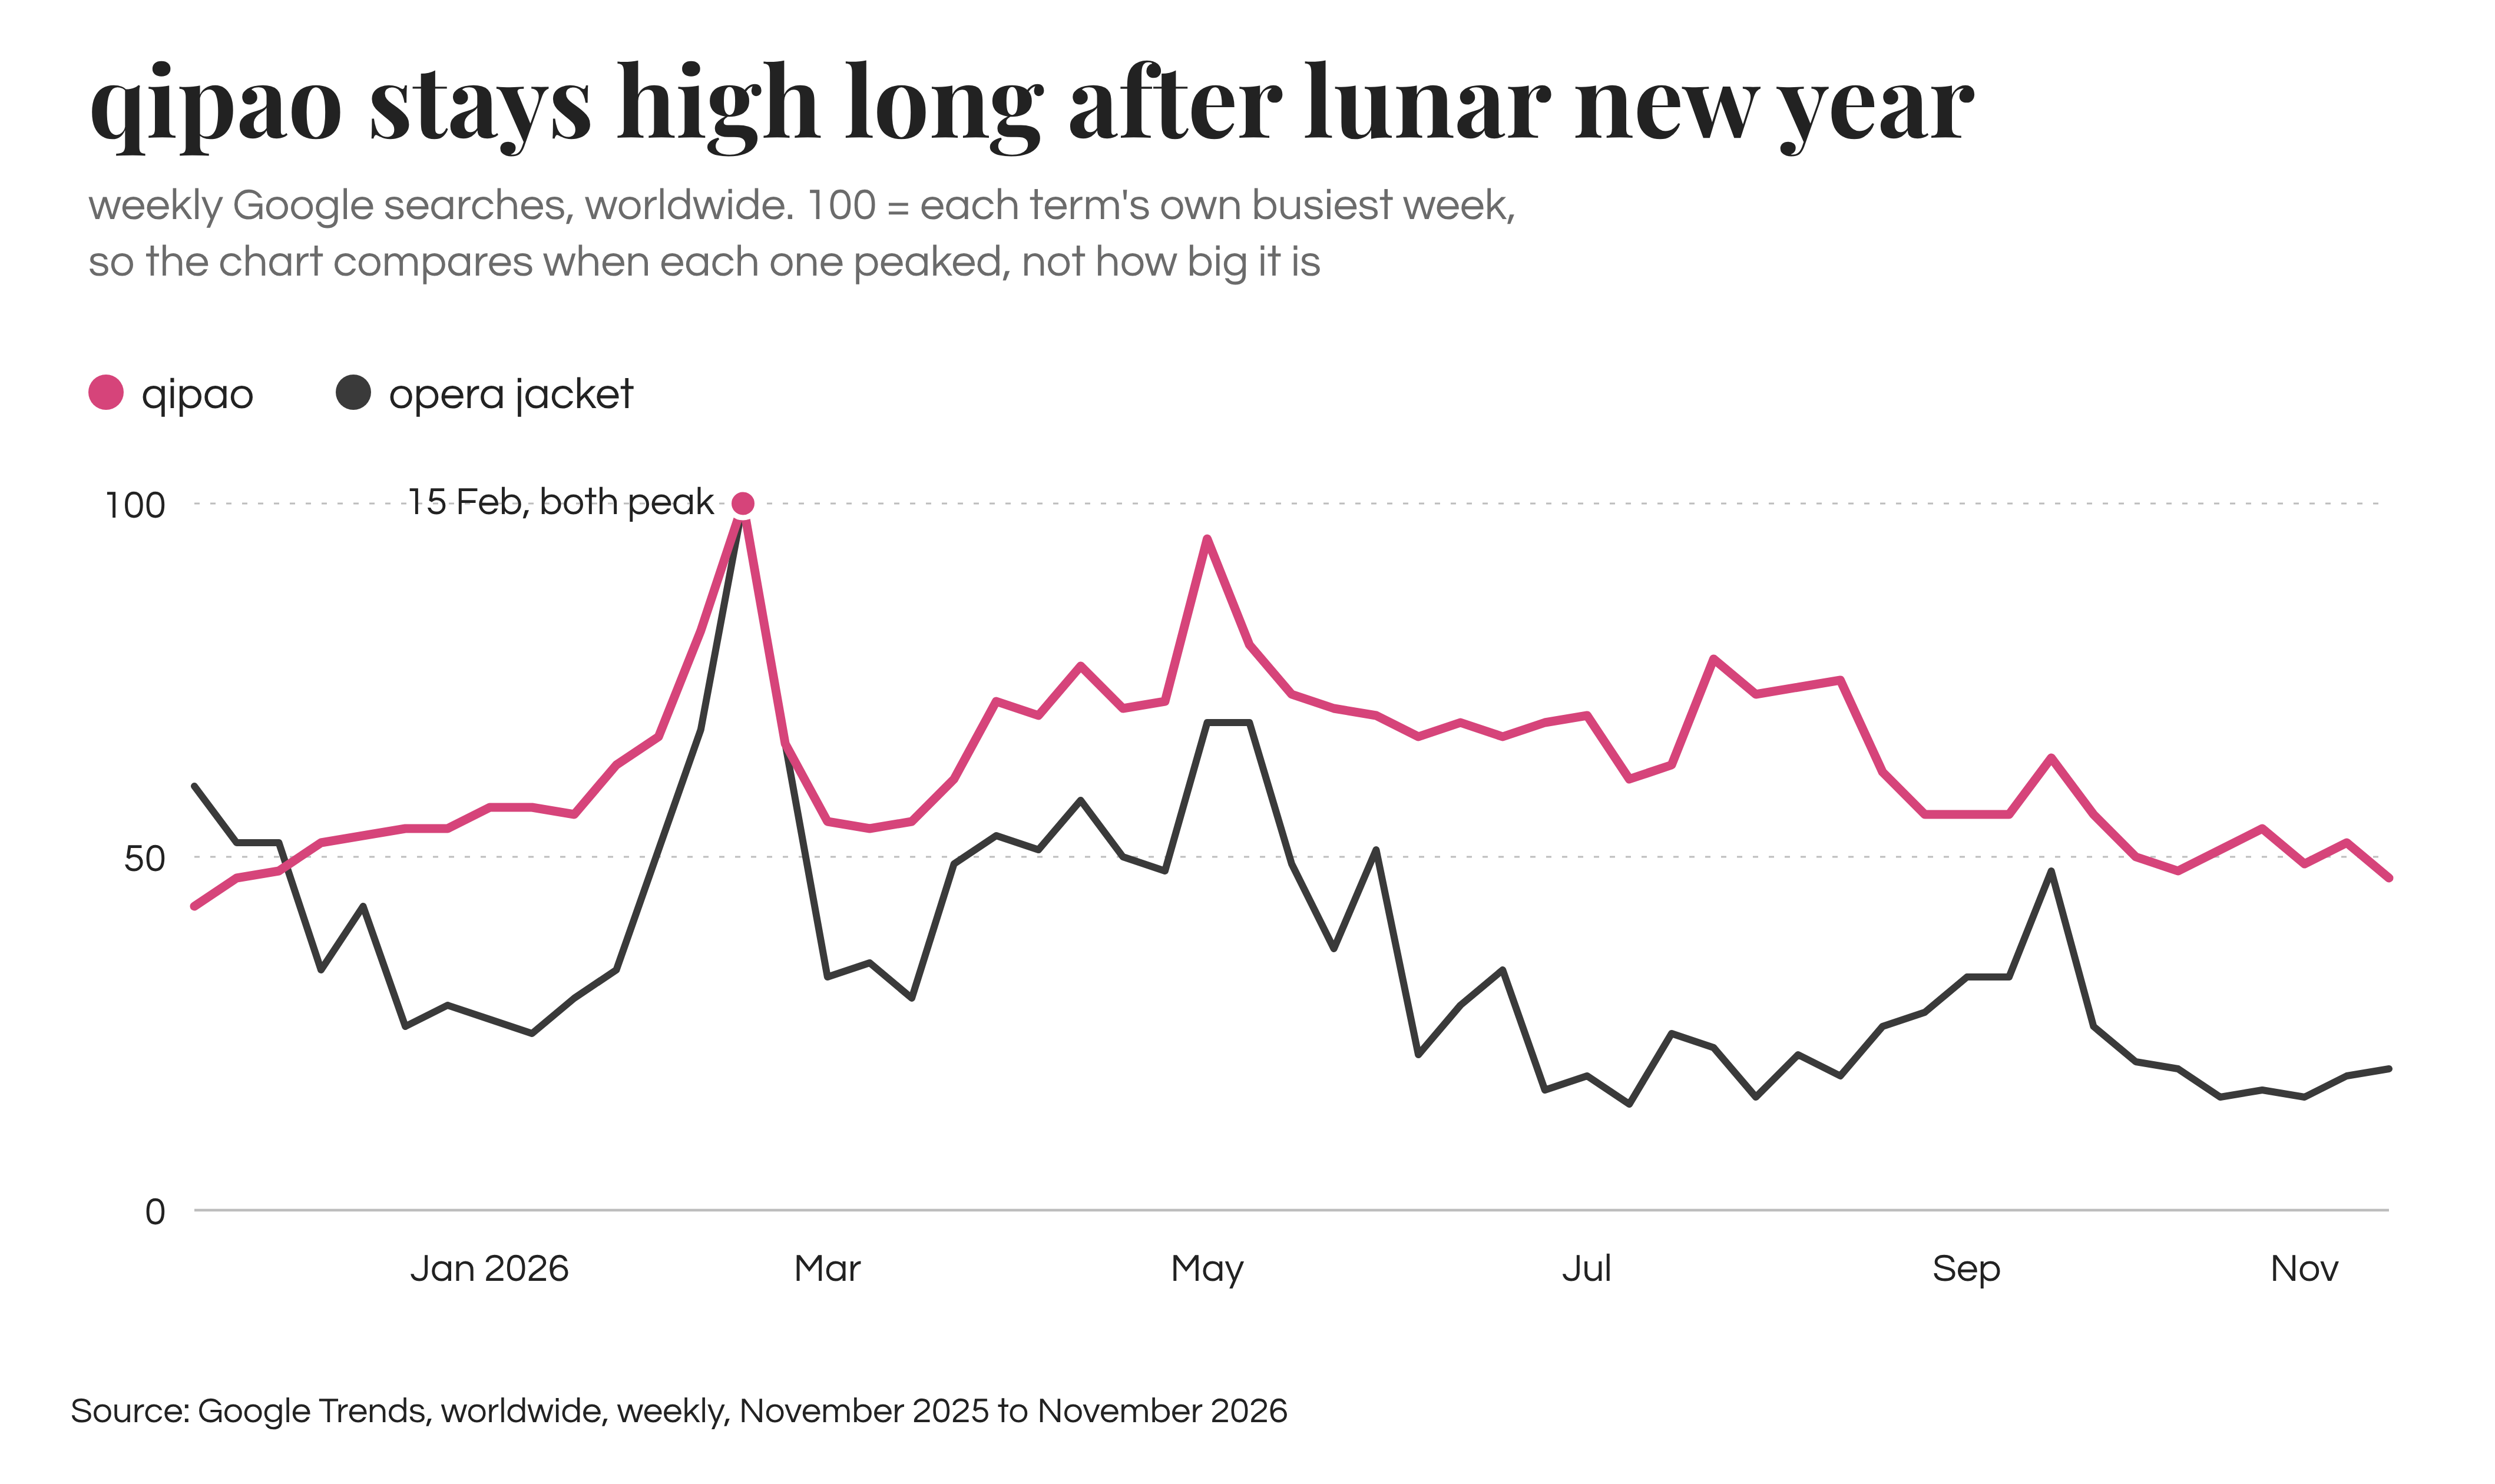 qipao stays high long after lunar new year
weekly Google searches, worldwide. 100 = each term's own busiest week,
so the chart compares when each one peaked, not how big it is
qipao
opera jacket
100
15 Feb, both peak
50
0
Jan 2026
Mar
May
Jul
Sep
Nov
Source: Google Trends, worldwide, weekly, November 2025 to November 2026